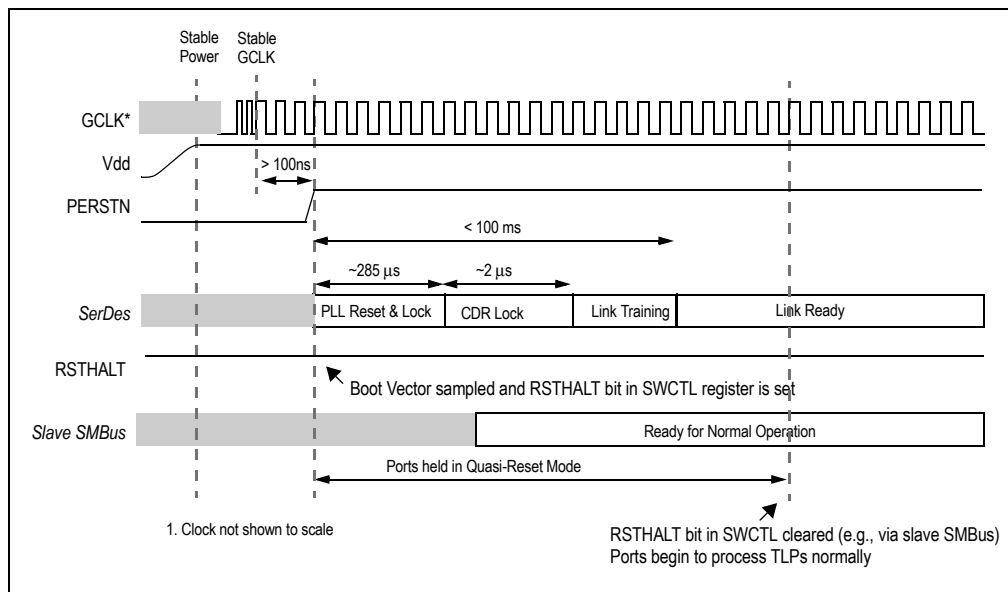 Stable
Power
Stable
GCLK
GCLK*
Vdd
> 100ns
PERSTN
< 100 ms
~285 μs
~2 μs
SerDes
PLL Reset & Lock
CDR Lock
Link Training
Link Ready
RSTHALT
Boot Vector sampled and RSTHALT bit in SWCTL register is set
Slave SMBus
Ready for Normal Operation
Ports held in Quasi-Reset Mode
1. Clock not shown to scale
RSTHALT bit in SWCTL cleared (e.g., via slave SMBus)
Ports begin to process TLPs normally